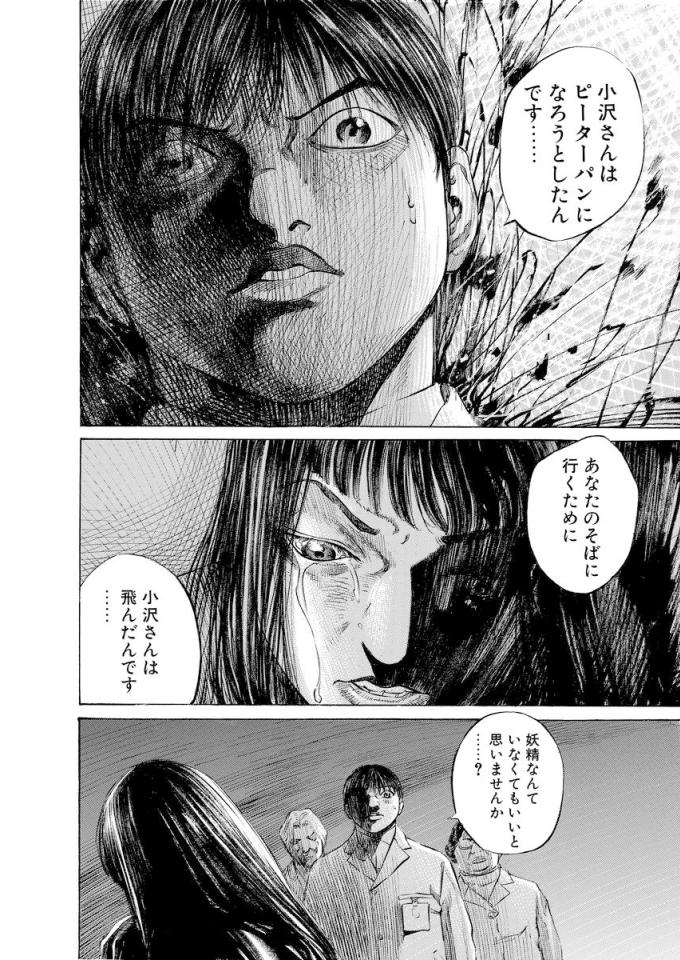 小沢さんは
ピーターパンに
なろうとしたん
です……
あなたのそばに
行くために
小沢さんは
飛んだんです
……
妖精なんて
いなくてもいいと
思いませんか
……?